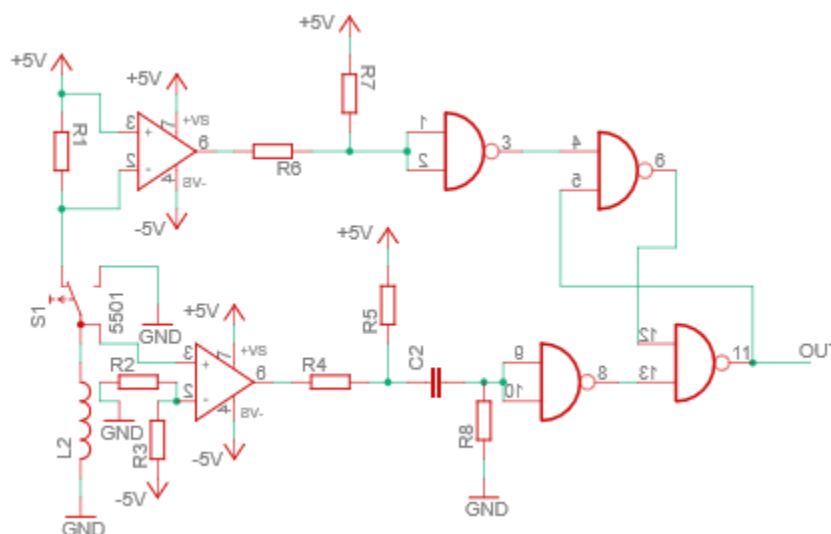 +5V
+5V
+5V
R1
3
+
2
-
7
+VS
6
4
SV-
-5V
R6
R7
1
2
3
4
5
6
S1
5501
GND
+5V
+5V
R2
GND
R3
-5V
3
+
2
-
7
+VS
6
4
SV-
-5V
R4
R5
C2
R8
GND
9
10
8
12
13
11
OUT
L2
GND